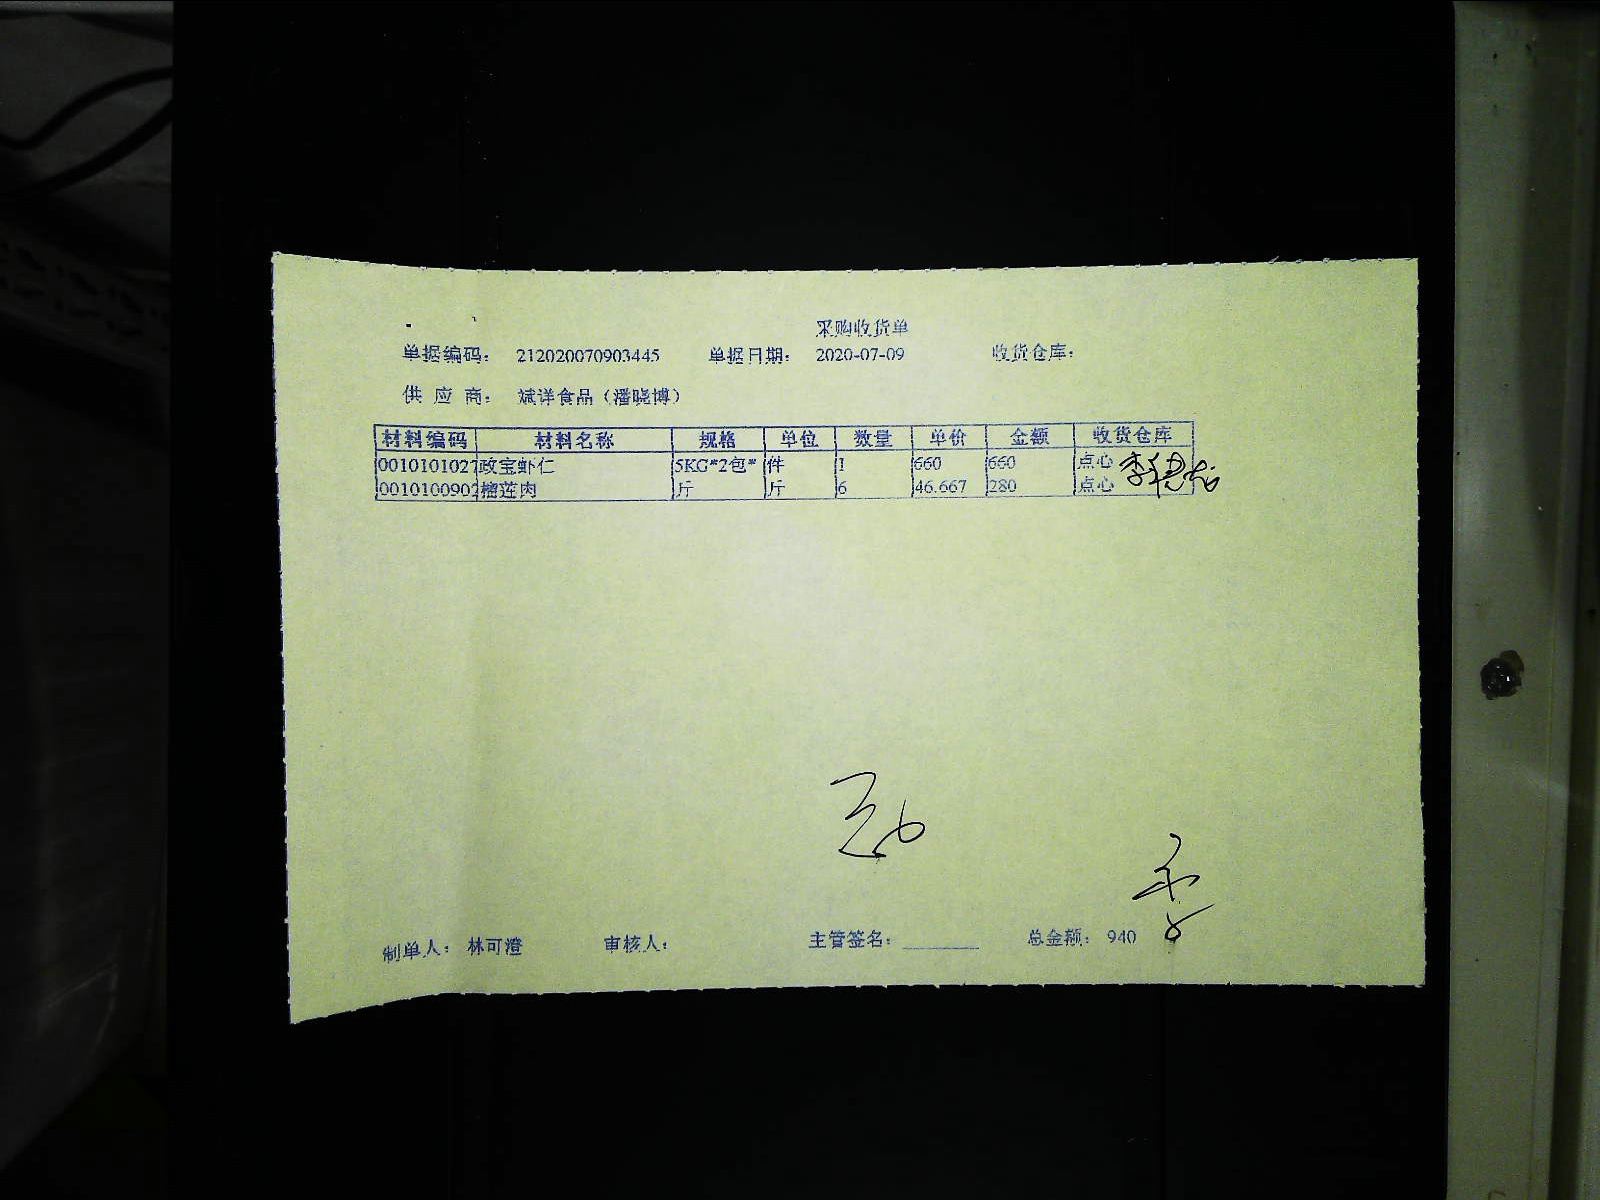 采购收货单
单据编码: 212020070903445 单据日期: 2020-07-09 收货仓库:
供 应 商: 斌洋食品(潘晓博)
材料编码 材料名称 规格 单位 数量 单价 金额 收货仓库
0010101027 政宝虾仁 5KG*2包* 件 1 660 660 点心
0010100902 榴莲肉 斤 斤 6 46.667 280 点心
制单人: 林可澄 审核人: 主管签名: 总金额: 940